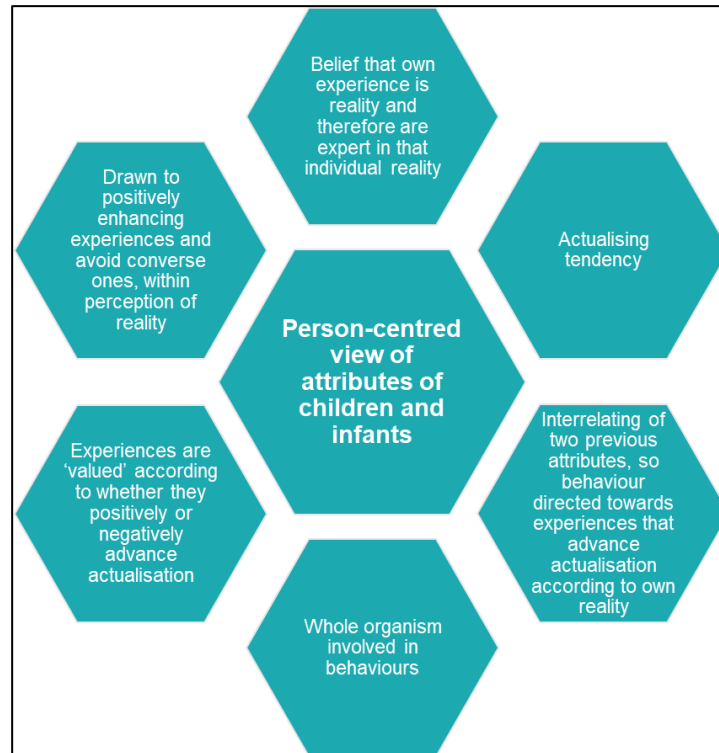 Belief that own
experience is
reality and
therefore are
expert in that
individual reality
Actualising
tendency
Interrelating of
two previous
attributes, so
behaviour
directed towards
experiences that
advance
actualisation
according to own
reality
Whole organism
involved in
behaviours
Experiences are
‘valued’ according
to whether they
positively or
negatively
advance
actualisation
Drawn to
positively
enhancing
experiences and
avoid converse
ones, within
perception of
reality
Person-centred
view of
attributes of
children and
infants